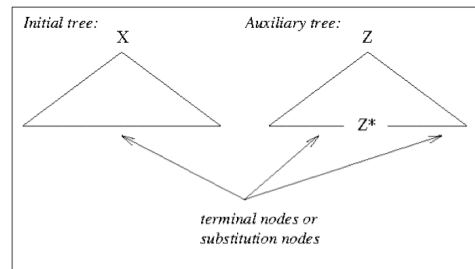 Initial tree:
Auxiliary tree:
X
Z
Z*
terminal nodes or
substitution nodes